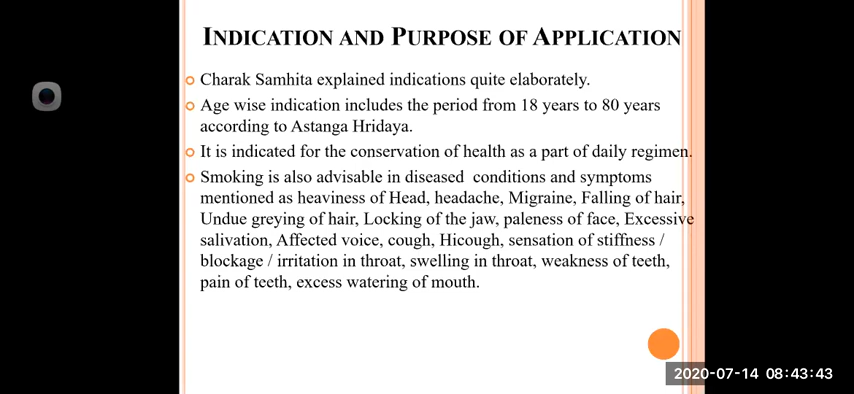 INDICATION AND PURPOSE OF APPLICATION
Charak Samhita explained indications quite elaborately.
Age wise indication includes the period from 18 years to 80 years
according to Astanga Hridaya.
It is indicated for the conservation of health as a part of daily regimen.
Smoking is also advisable in diseased conditions and symptoms
mentioned as heaviness of Head, headache, Migraine, Falling of hair,
Undue greying of hair, Locking of the jaw, paleness of face, Excessive
salivation, Affected voice, cough, Hicough, sensation of stiffness /
blockage / irritation in throat, swelling in throat, weakness of teeth,
pain of teeth, excess watering of mouth.
2020-07-14 08:43:43